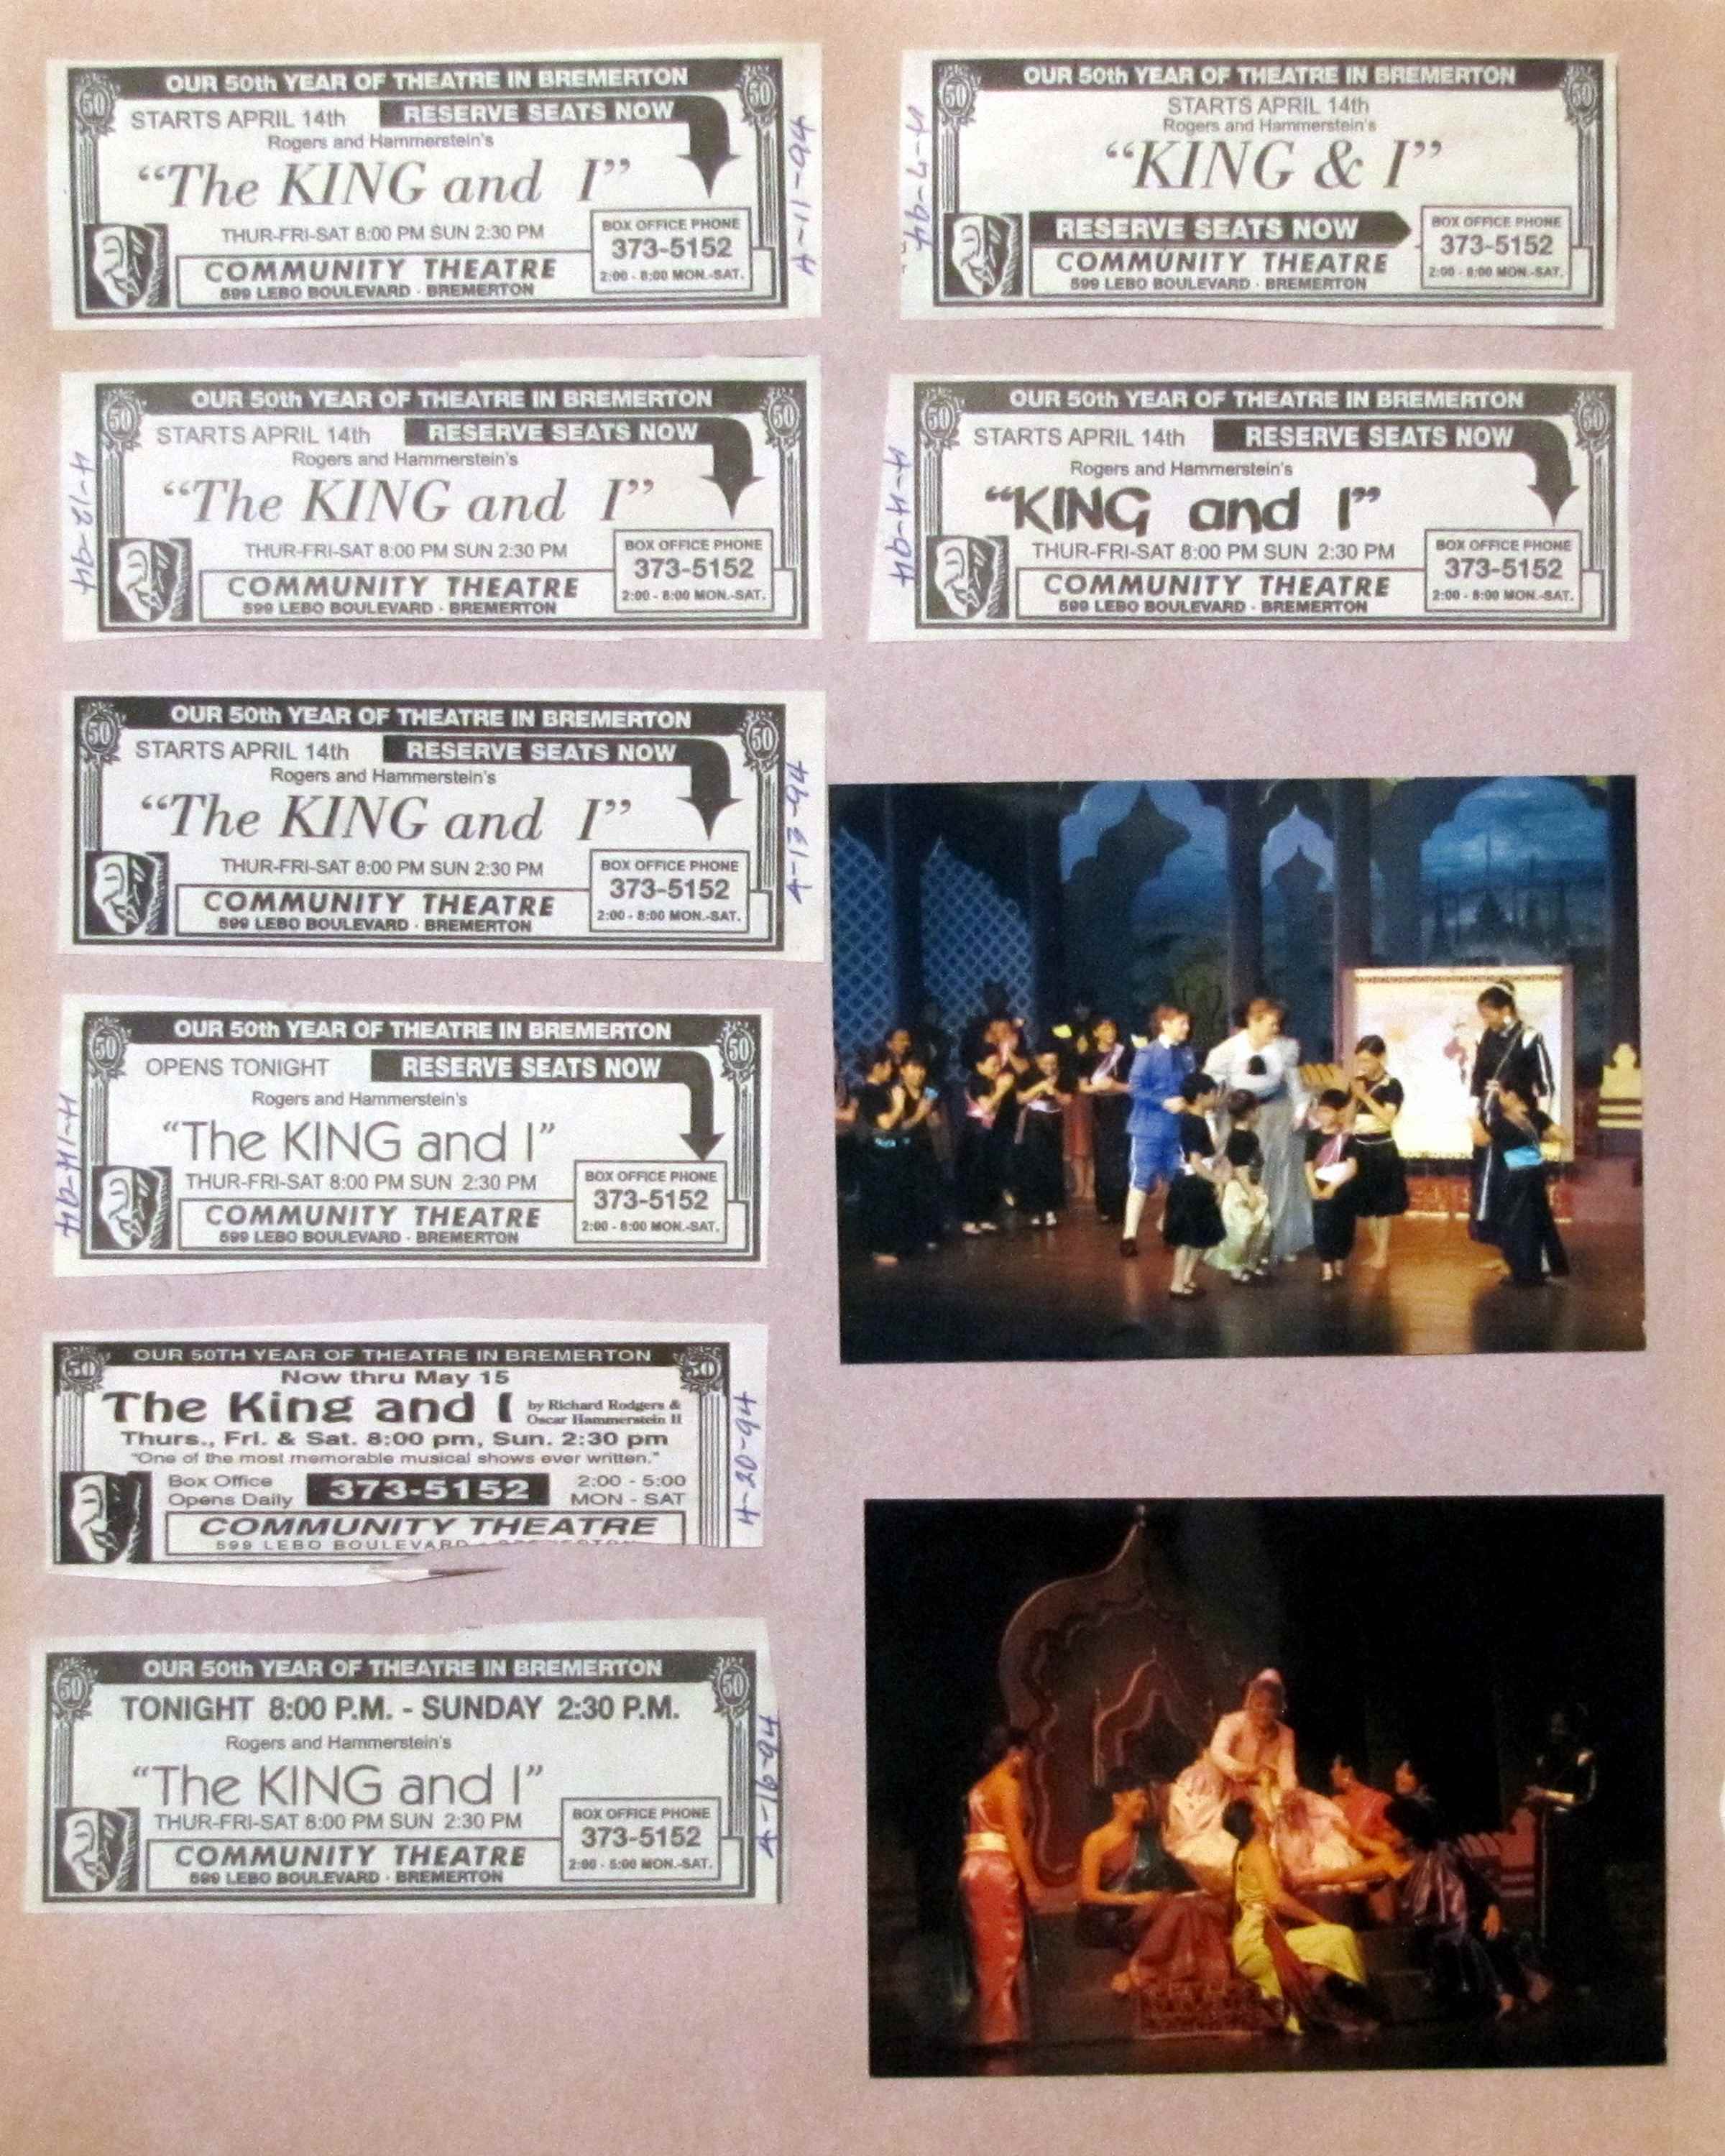 OUR 50th YEAR OF THEATRE IN BREMERTON
50
50
STARTS APRIL 14th RESERVE SEATS NOW
Rogers and Hammerstein's
“The KING and I”
THUR-FRI-SAT 8:00 PM SUN 2:30 PM
BOX OFFICE PHONE
373-5152
2:00 - 8:00 MON.-SAT.
COMMUNITY THEATRE
599 LEBO BOULEVARD · BREMERTON
4-11-94
OUR 50th YEAR OF THEATRE IN BREMERTON
50
50
STARTS APRIL 14th
Rogers and Hammerstein's
“KING & I”
RESERVE SEATS NOW
BOX OFFICE PHONE
373-5152
2:00 - 8:00 MON.-SAT.
COMMUNITY THEATRE
599 LEBO BOULEVARD · BREMERTON
4-7-94
OUR 50th YEAR OF THEATRE IN BREMERTON
50
50
STARTS APRIL 14th RESERVE SEATS NOW
Rogers and Hammerstein's
“The KING and I”
THUR-FRI-SAT 8:00 PM SUN 2:30 PM
BOX OFFICE PHONE
373-5152
2:00 - 8:00 MON.-SAT.
COMMUNITY THEATRE
599 LEBO BOULEVARD · BREMERTON
4-12-94
OUR 50th YEAR OF THEATRE IN BREMERTON
50
50
STARTS APRIL 14th RESERVE SEATS NOW
Rogers and Hammerstein's
“KING and I”
THUR-FRI-SAT 8:00 PM SUN 2:30 PM
BOX OFFICE PHONE
373-5152
2:00 - 8:00 MON.-SAT.
COMMUNITY THEATRE
599 LEBO BOULEVARD · BREMERTON
4-4-94
OUR 50th YEAR OF THEATRE IN BREMERTON
50
50
STARTS APRIL 14th RESERVE SEATS NOW
Rogers and Hammerstein's
“The KING and I”
THUR-FRI-SAT 8:00 PM SUN 2:30 PM
BOX OFFICE PHONE
373-5152
2:00 - 8:00 MON.-SAT.
COMMUNITY THEATRE
599 LEBO BOULEVARD · BREMERTON
4-13-94
OUR 50th YEAR OF THEATRE IN BREMERTON
50
50
OPENS TONIGHT RESERVE SEATS NOW
Rogers and Hammerstein's
“The KING and I”
THUR-FRI-SAT 8:00 PM SUN 2:30 PM
BOX OFFICE PHONE
373-5152
2:00 - 8:00 MON.-SAT.
COMMUNITY THEATRE
599 LEBO BOULEVARD · BREMERTON
4-14-94
OUR 50TH YEAR OF THEATRE IN BREMERTON
50
50
Now thru May 15
The King and I by Richard Rodgers &
Oscar Hammerstein II
Thurs., Fri. & Sat. 8:00 pm, Sun. 2:30 pm
“One of the most memorable musical shows ever written.”
Box Office
Opens Daily
373-5152
2:00 - 5:00
MON - SAT
COMMUNITY THEATRE
599 LEBO BOULEVARD
4-20-94
OUR 50th YEAR OF THEATRE IN BREMERTON
50
50
TONIGHT 8:00 P.M. - SUNDAY 2:30 P.M.
Rogers and Hammerstein's
“The KING and I”
THUR-FRI-SAT 8:00 PM SUN 2:30 PM
BOX OFFICE PHONE
373-5152
2:00 - 5:00 MON.-SAT.
COMMUNITY THEATRE
599 LEBO BOULEVARD · BREMERTON
4-16-94